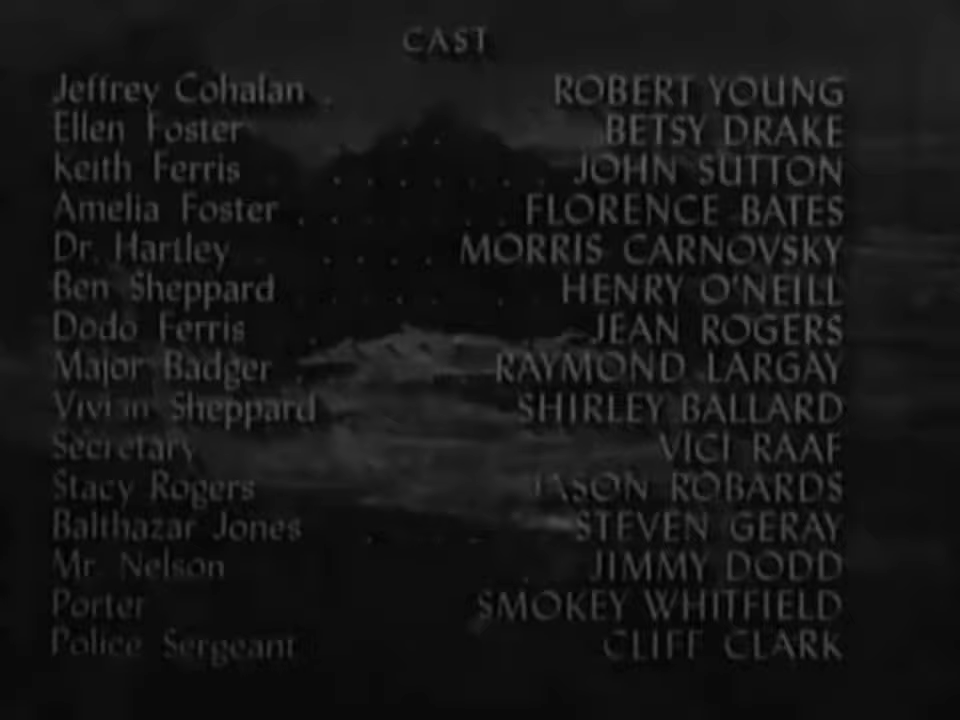 CAST
Jeffrey Cohalan . ROBERT YOUNG
Ellen Foster . . BETSY DRAKE
Keith Ferris . . . . . . . JOHN SUTTON
Amelia Foster . . . . . . . FLORENCE BATES
Dr. Hartley . . . . MORRIS CARNOVSKY
Ben Sheppard . . . . . . HENRY O'NEILL
Dodo Ferris . JEAN ROGERS
Major Badger . . RAYMOND LARGAY
Vivian Sheppard SHIRLEY BALLARD
Secretary VICI RAAF
Stacy Rogers JASON ROBARDS
Balthazar Jones . . . . STEVEN GERAY
Mr. Nelson . JIMMY DODD
Porter SMOKEY WHITFIELD
Police Sergeant CLIFF CLARK